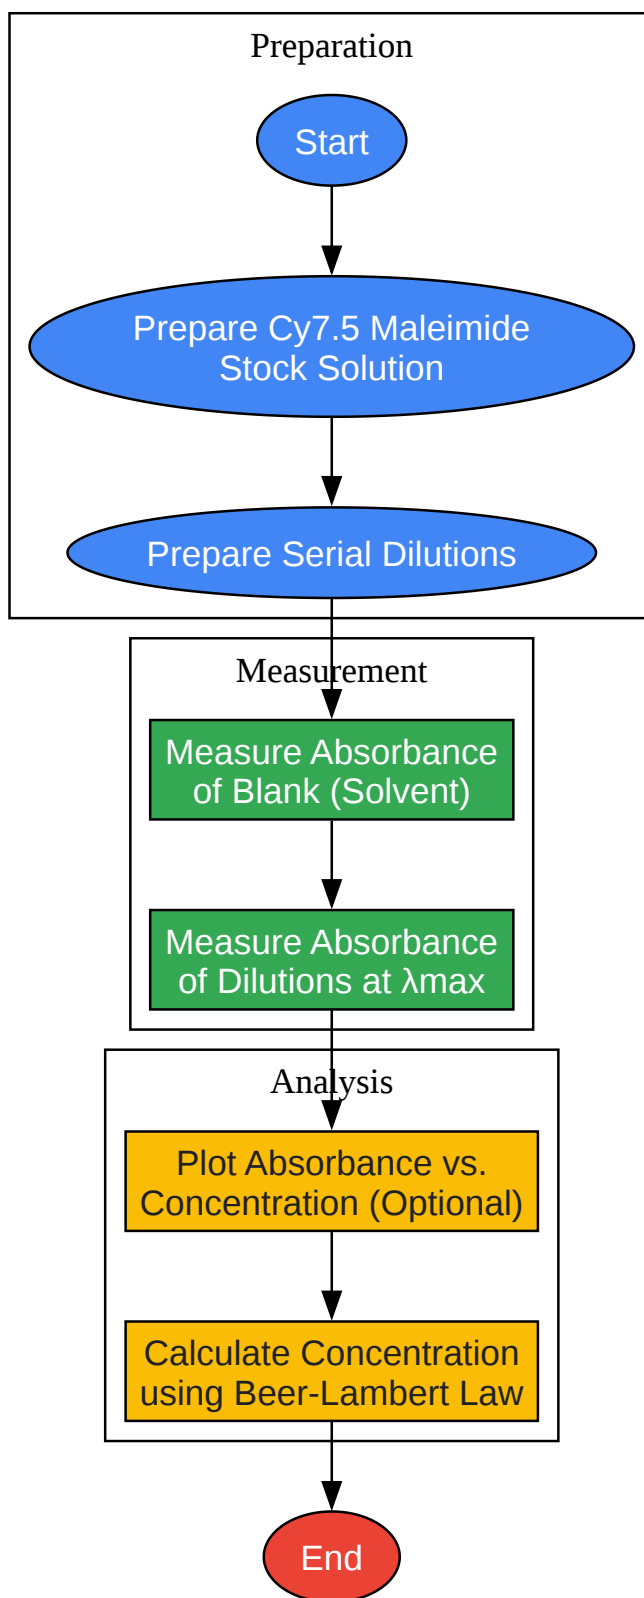 Preparation
Start
Prepare Cy7.5 Maleimide
Stock Solution
Prepare Serial Dilutions
Measurement
Measure Absorbance
of Blank (Solvent)
Measure Absorbance
of Dilutions at λmax
Analysis
Plot Absorbance vs.
Concentration (Optional)
Calculate Concentration
using Beer-Lambert Law
End